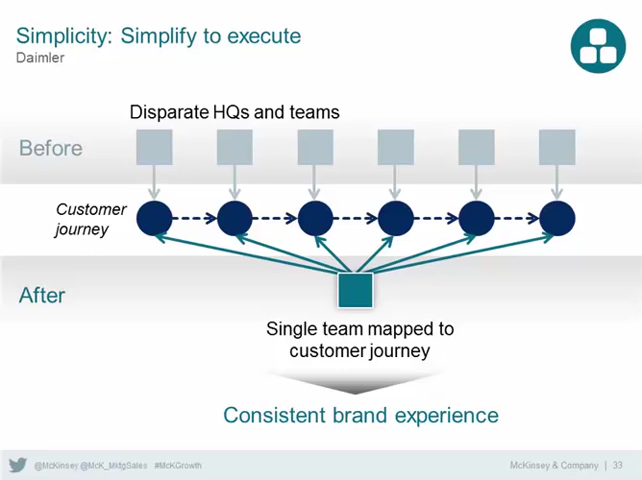 Simplicity: Simplify to execute
Daimler
Disparate HQs and teams
Before
Customer
journey
After
Single team mapped to
customer journey
Consistent brand experience
@McKinsey @McK_MktgSales #McKGrowth
McKinsey & Company | 33